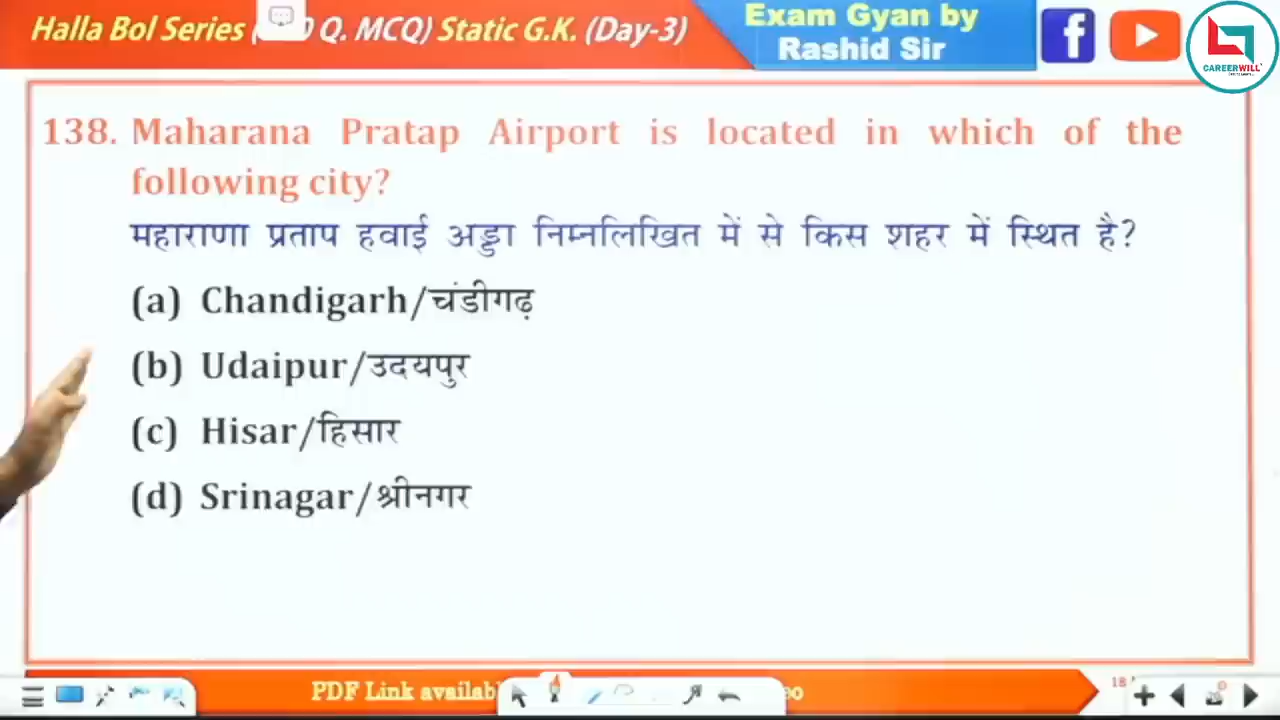 Halla Bol Series 0 Q. MCQ) Static G.K. (Day-3)
Exam Gyan by
Rashid Sir
CAREERWILL
138. Maharana Pratap Airport is located in which of the
following city?
महाराणा प्रताप हवाई अड्डा निम्नलिखित में से किस शहर में स्थित है?
(a) Chandigarh/चंडीगढ़
(b) Udaipur/उदयपुर
(c) Hisar/हिसार
(d) Srinagar/श्रीनगर
PDF Link